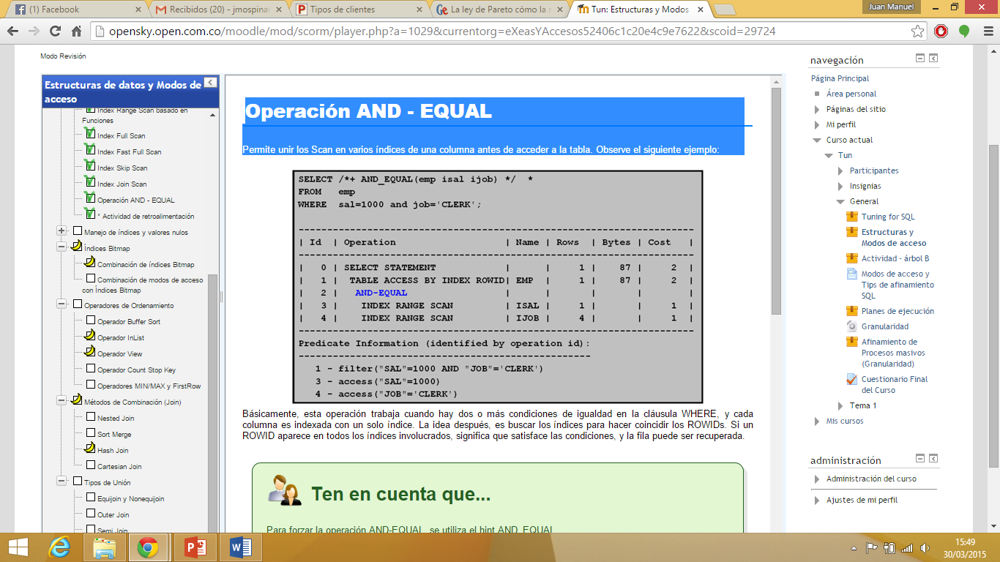 (1) Facebook
Recibidos (20) - jmospina
Tipos de clientes
La ley de Pareto cómo la
Tun: Estructuras y Modos
Juan Manuel
opensky.open.com.co/moodle/mod/scorm/player.php?a=1029&currentorg=eXeasYAccesos52406c1c20e4c9e7622&scoid=29724
Modo Revisión
Estructuras de datos y Modos de
acceso
Index Range Scan basado en
Funciones
Index Full Scan
Index Fast Full Scan
Index Skip Scan
Index Join Scan
Operación AND - EQUAL
* Actividad de retroalimentación
Manejo de índices y valores nulos
Índices Bitmap
Combinación de índices Bitmap
Combinación de modos de acceso
con Índices Bitmap
Operadores de Ordenamiento
Operador Buffer Sort
Operador InList
Operador View
Operador Count Stop Key
Operadores MIN/MAX y FirstRow
Métodos de Combinación (Join)
Nested Join
Sort Merge
Hash Join
Cartesian Join
Tipos de Unión
Equijoin y Nonequijoin
Outer Join
Semi Join
Operación AND - EQUAL
Permite unir los Scan en varios índices de una columna antes de acceder a la tabla. Observe el siguiente ejemplo:
SELECT /*+ AND_EQUAL(emp isal ijob) */ *
FROM emp
WHERE sal=1000 and job='CLERK';
---------------------------------------------------------------------
| Id | Operation | Name | Rows | Bytes | Cost |
---------------------------------------------------------------------
| 0 | SELECT STATEMENT | | 1 | 87 | 2 |
| 1 | TABLE ACCESS BY INDEX ROWID| EMP | 1 | 87 | 2 |
| 2 | AND-EQUAL | | | | |
| 3 | INDEX RANGE SCAN | ISAL | 1 | | 1 |
| 4 | INDEX RANGE SCAN | IJOB | 4 | | 1 |
---------------------------------------------------------------------
Predicate Information (identified by operation id):
---------------------------------------------------
1 - filter("SAL"=1000 AND "JOB"='CLERK')
3 - access("SAL"=1000)
4 - access("JOB"='CLERK')
Básicamente, esta operación trabaja cuando hay dos o más condiciones de igualdad en la cláusula WHERE, y cada
columna es indexada con un solo índice. La idea después, es buscar los índices para hacer coincidir los ROWIDs. Si un
ROWID aparece en todos los índices involucrados, significa que satisface las condiciones, y la fila puede ser recuperada.
Ten en cuenta que...
Para forzar la operación AND-EQUAL, se utiliza el hint AND_EQUAL
navegación
Página Principal
Área personal
Páginas del sitio
Mi perfil
Curso actual
Tun
Participantes
Insignias
General
Tuning for SQL
Estructuras y
Modos de acceso
Actividad - árbol B
Modos de acceso y
Tips de afinamiento
SQL
Planes de ejecución
Granularidad
Afinamiento de
Procesos masivos
(Granularidad)
Cuestionario Final
del Curso
Tema 1
Mis cursos
administración
Administración del curso
Ajustes de mi perfil
15:49
30/03/2015